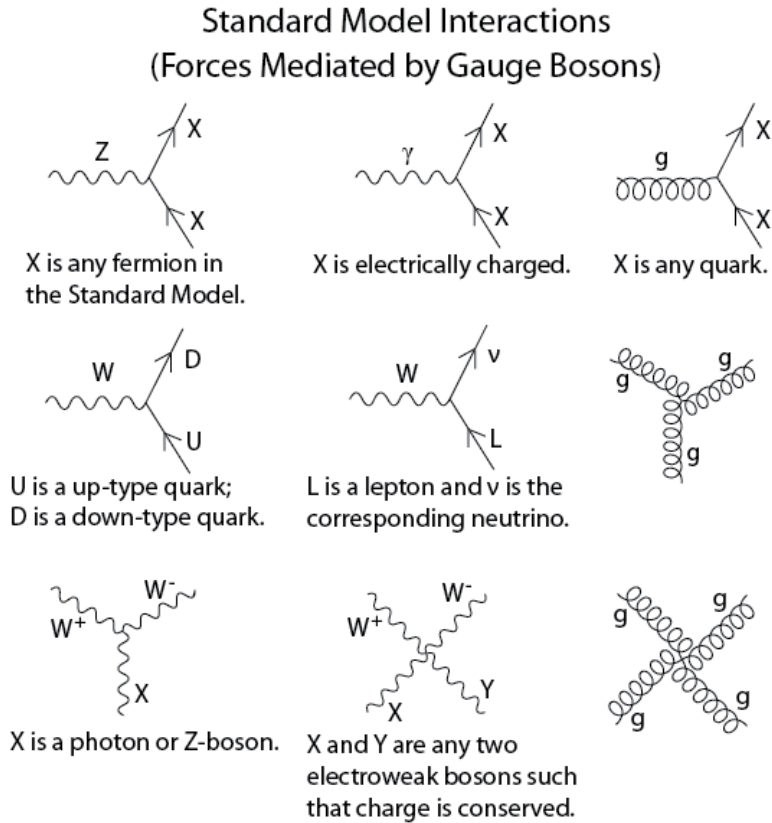 Standard Model Interactions
(Forces Mediated by Gauge Bosons)
Z
X
X
X is any fermion in
the Standard Model.
γ
X
X
X is electrically charged.
g
X
X
X is any quark.
W
D
U
U is a up-type quark;
D is a down-type quark.
W
ν
L
L is a lepton and ν is the
corresponding neutrino.
g
g
g
W⁺
W⁻
X
X is a photon or Z-boson.
W⁺
W⁻
X
Y
X and Y are any two
electroweak bosons such
that charge is conserved.
g
g
g
g